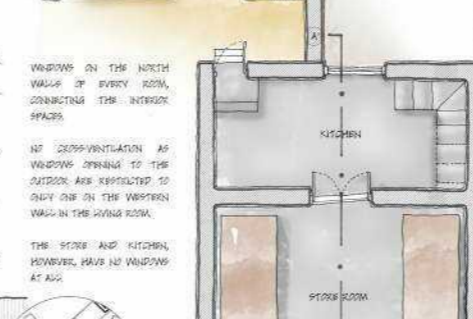 WINDOWS ON THE NORTH
WALLS OF EVERY ROOM,
CONNECTING THE INTERIOR
SPACES.
NO CROSS-VENTILATION AS
WINDOWS OPENING TO THE
OUTDOOR ARE RESTRICTED TO
ONLY ONE ON THE WESTERN
WALL IN THE LIVING ROOM.
THE STORE AND KITCHEN,
HOWEVER, HAVE NO WINDOWS
AT ALL.
A'
KITCHEN
STORE ROOM